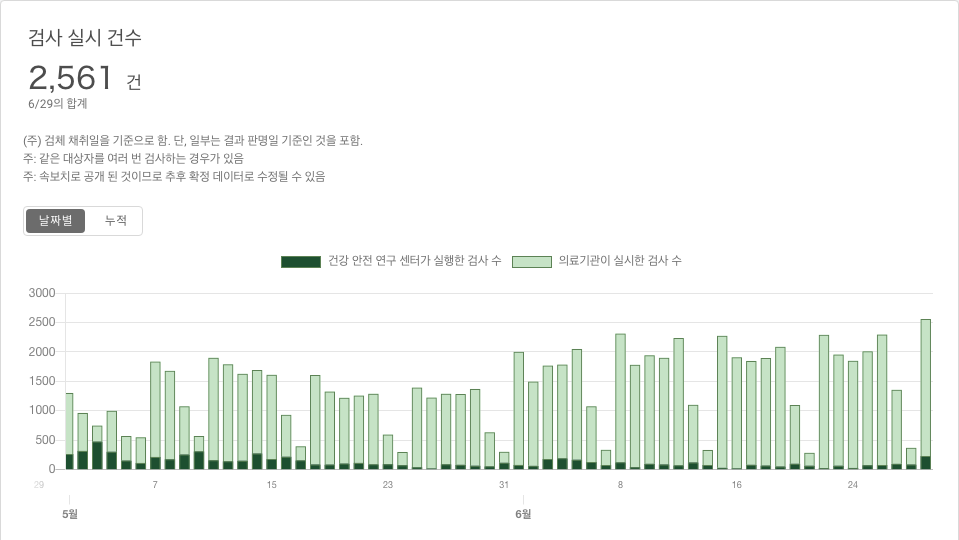 검사 실시 건수
2,561 건
6/29의 합계
(주) 검체 채취일을 기준으로 함. 단, 일부는 결과 판명일 기준인 것을 포함.
주: 같은 대상자를 여러 번 검사하는 경우가 있음
주: 속보치로 공개 된 것이므로 추후 확정 데이터로 수정될 수 있음
날짜별 누적
건강 안전 연구 센터가 실행한 검사 수 의료기관이 실시한 검사 수
3000
2500
2000
1500
1000
500
0
29 7 15 23 31 8 16 24
5월 6월